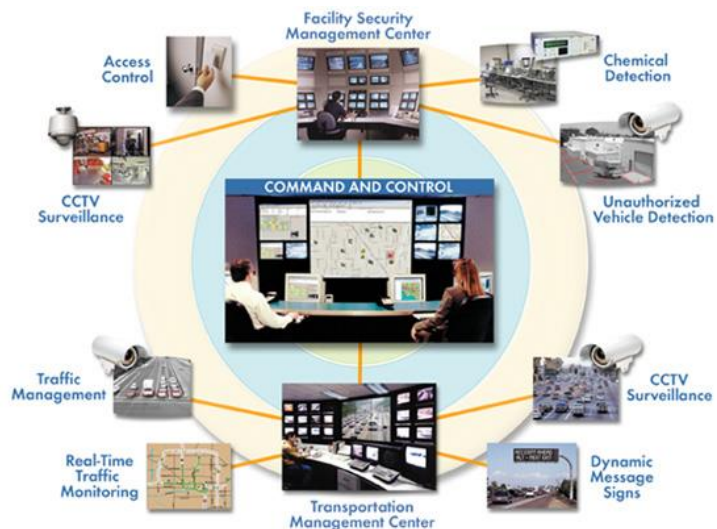 Facility Security
Management Center
Access
Control
Chemical
Detection
CCTV
Surveillance
Unauthorized
Vehicle Detection
COMMAND AND CONTROL
Traffic
Management
CCTV
Surveillance
Real-Time
Traffic
Monitoring
Dynamic
Message
Signs
Transportation
Management Center